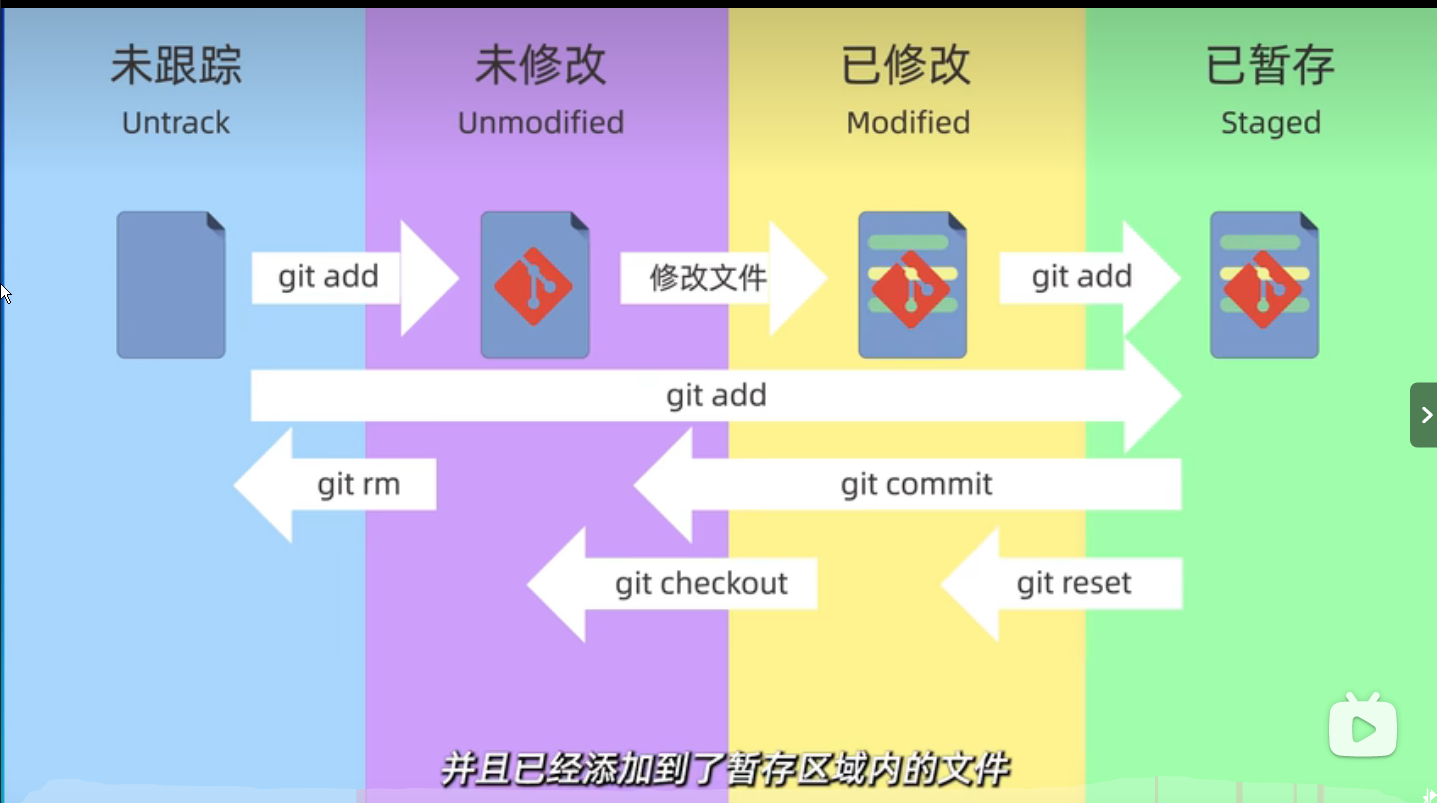 未跟踪
Untrack
未修改
Unmodified
已修改
Modified
已暂存
Staged
git add
修改文件
git add
git add
git rm
git commit
git checkout
git reset
并且已经添加到了暂存区域内的文件